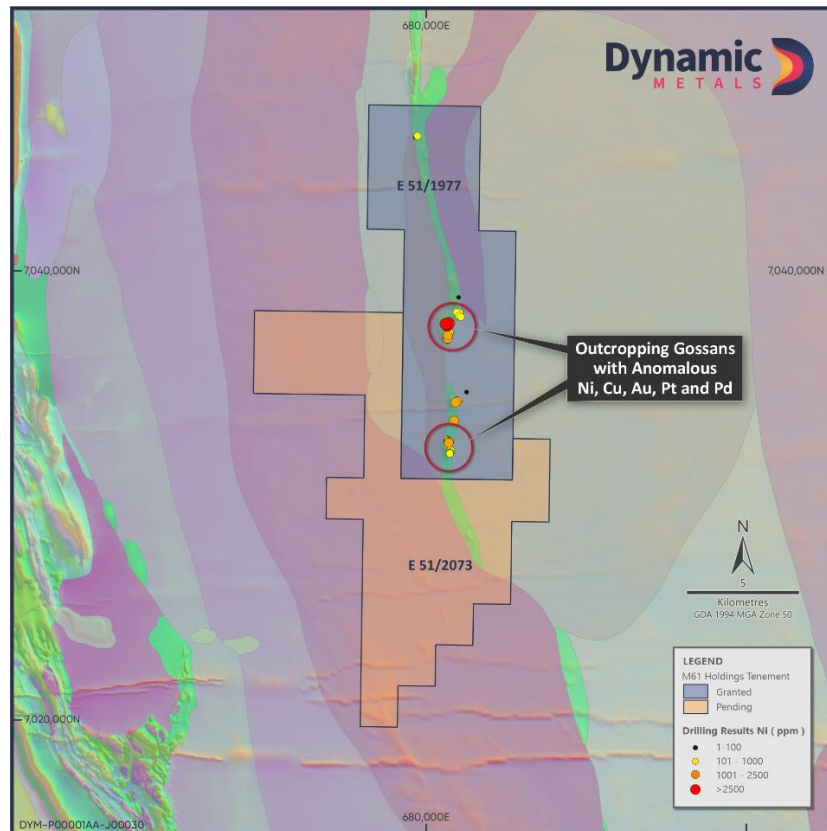 680,000E
Dynamic
METALS
E 51/1977
7,040,000N
7,040,000N
Outcropping Gossans
with Anomalous
Ni, Cu, Au, Pt and Pd
E 51/2073
N
5
Kilometres
GDA 1994 MGA Zone 50
LEGEND
M61 Holdings Tenement
Granted
Pending
Drilling Results Ni ( ppm )
1-100
101 - 1000
1001 - 2500
>2500
7,020,000N
680,000E
DYM-P00001AA-J00030